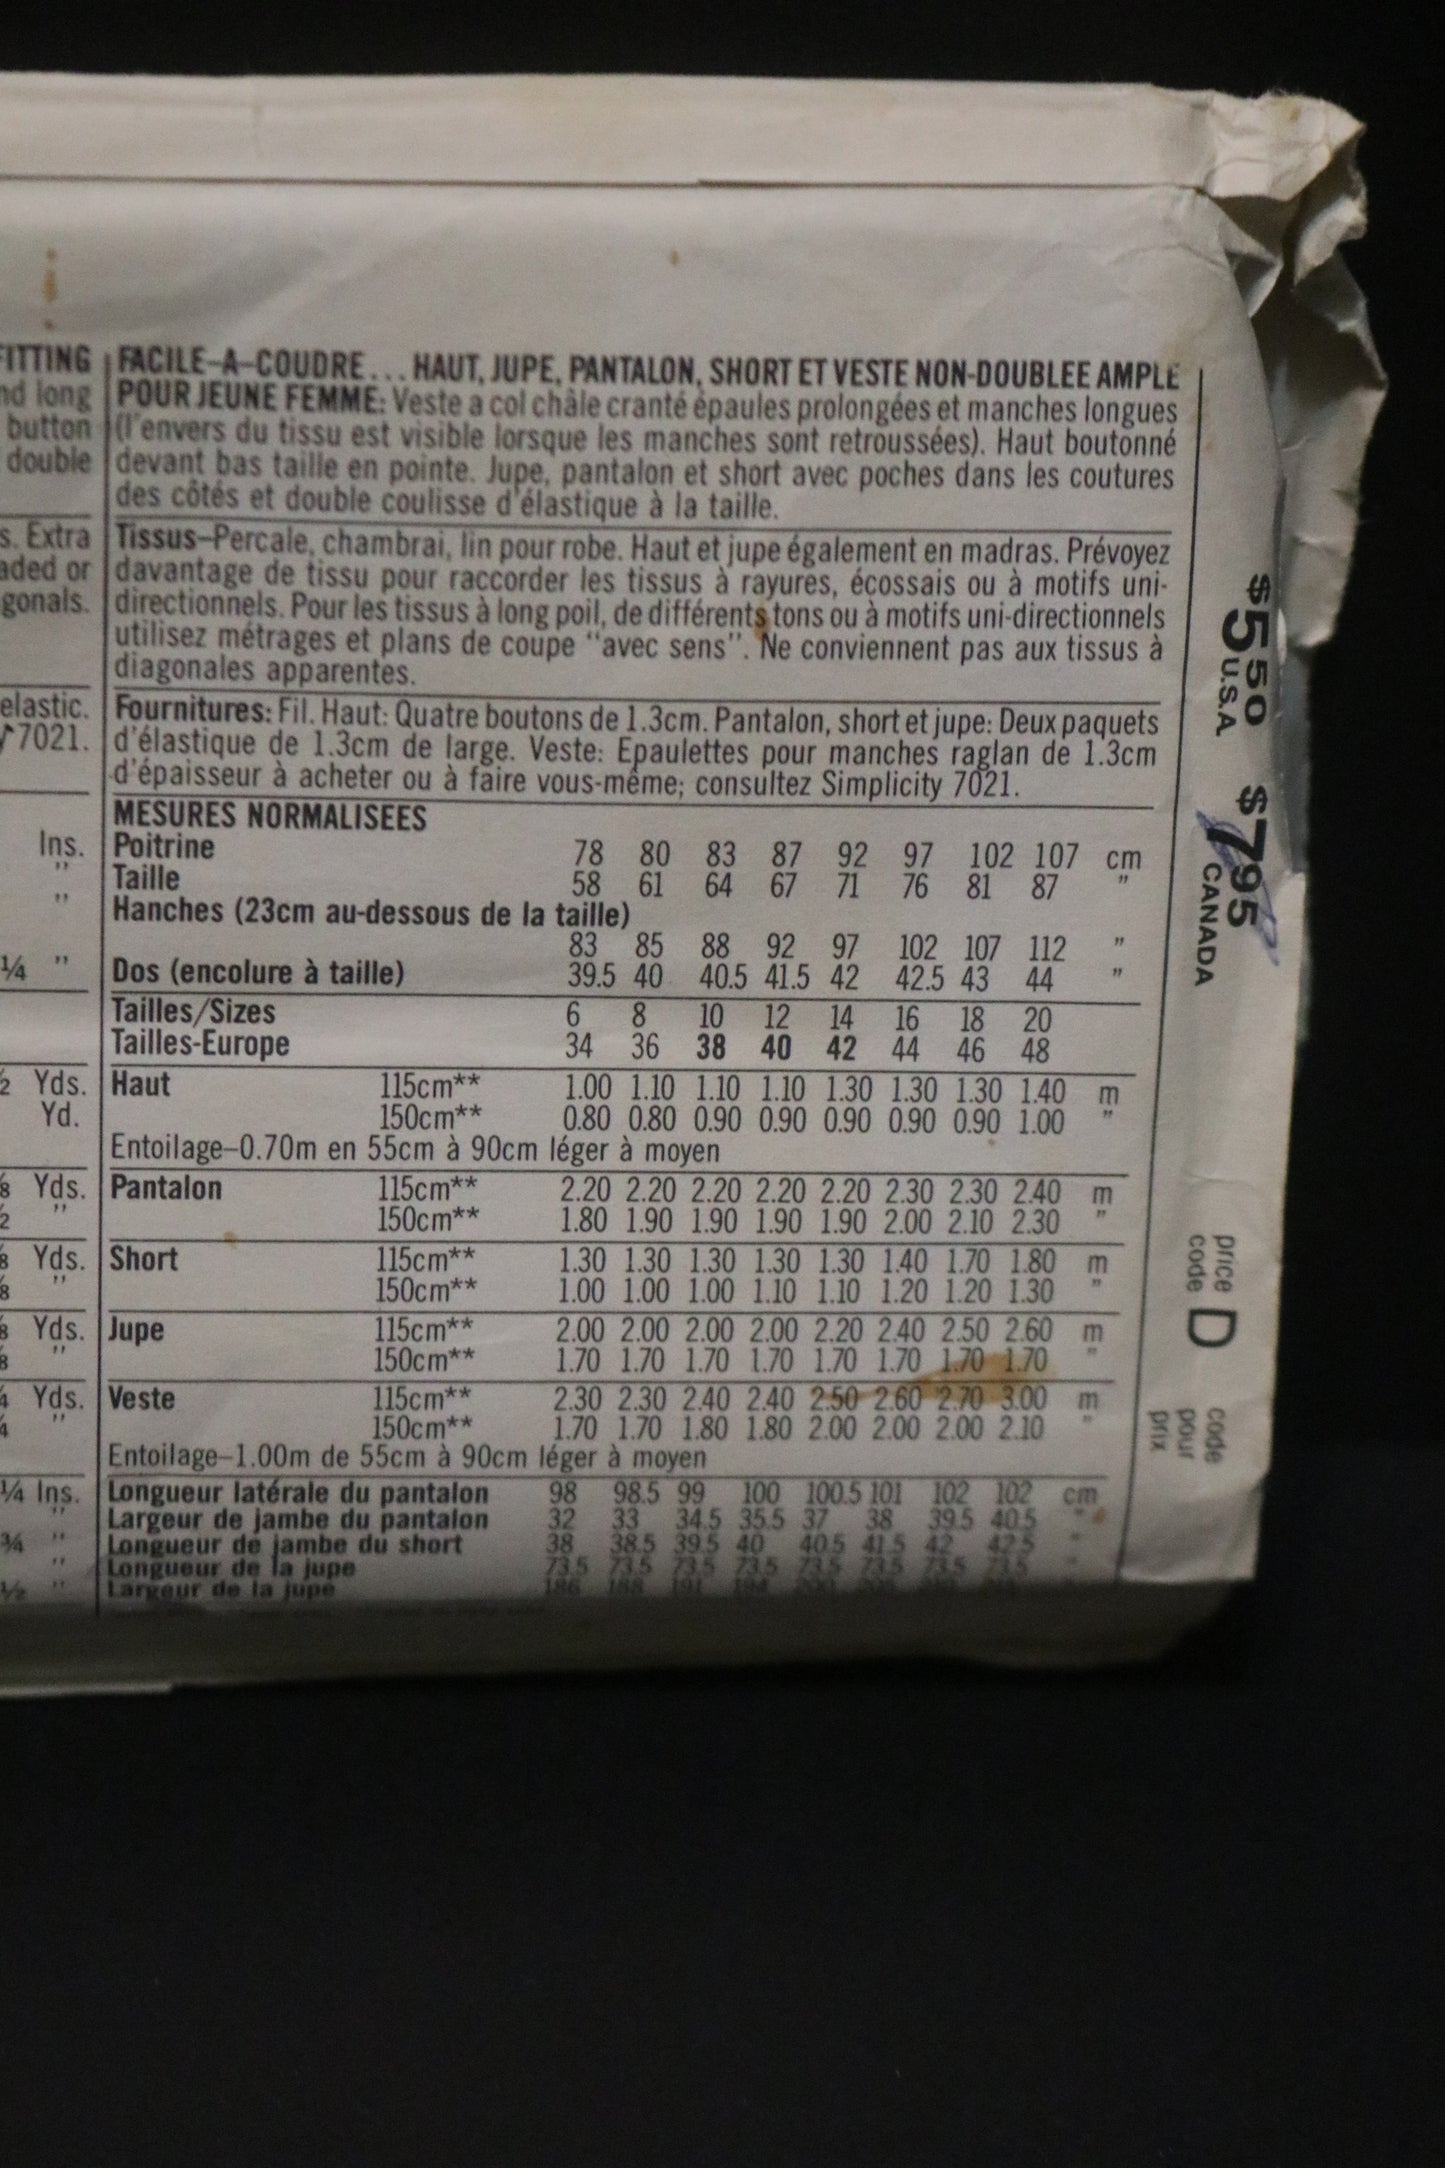 FITTING
nd long
button
double
s. Extra
aded or
gonals.
elastic.
7021.
Ins.
"
"
¼ "
Yds.
Yd.
Yds.
"
Yds.
"
Yds.
"
Yds.
"
¼ Ins.
"
¾ "
"
½ "
FACILE-A-COUDRE... HAUT, JUPE, PANTALON, SHORT ET VESTE NON-DOUBLEE AMPLE
POUR JEUNE FEMME: Veste a col châle cranté épaules prolongées et manches longues
(l'envers du tissu est visible lorsque les manches sont retroussées). Haut boutonné
devant bas taille en pointe. Jupe, pantalon et short avec poches dans les coutures
des côtés et double coulisse d'élastique à la taille.
Tissus–Percale, chambrai, lin pour robe. Haut et jupe également en madras. Prévoyez
davantage de tissu pour raccorder les tissus à rayures, écossais ou à motifs uni-
directionnels. Pour les tissus à long poil, de différents tons ou à motifs uni-directionnels
utilisez métrages et plans de coupe "avec sens". Ne conviennent pas aux tissus à
diagonales apparentes.
Fournitures: Fil. Haut: Quatre boutons de 1.3cm. Pantalon, short et jupe: Deux paquets
d'élastique de 1.3cm de large. Veste: Epaulettes pour manches raglan de 1.3cm
d'épaisseur à acheter ou à faire vous-même; consultez Simplicity 7021.
MESURES NORMALISEES
Poitrine 78 80 83 87 92 97 102 107 cm
Taille 58 61 64 67 71 76 81 87 "
Hanches (23cm au-dessous de la taille)
83 85 88 92 97 102 107 112 "
Dos (encolure à taille) 39.5 40 40.5 41.5 42 42.5 43 44 "
Tailles/Sizes 6 8 10 12 14 16 18 20
Tailles-Europe 34 36 38 40 42 44 46 48
Haut 115cm** 1.00 1.10 1.10 1.10 1.30 1.30 1.30 1.40 m
150cm** 0.80 0.80 0.90 0.90 0.90 0.90 0.90 1.00 "
Entoilage–0.70m en 55cm à 90cm léger à moyen
Pantalon 115cm** 2.20 2.20 2.20 2.20 2.20 2.30 2.30 2.40 m
150cm** 1.80 1.90 1.90 1.90 1.90 2.00 2.10 2.30 "
Short 115cm** 1.30 1.30 1.30 1.30 1.30 1.40 1.70 1.80 m
150cm** 1.00 1.00 1.00 1.10 1.10 1.20 1.20 1.30 "
Jupe 115cm** 2.00 2.00 2.00 2.00 2.20 2.40 2.50 2.60 m
150cm** 1.70 1.70 1.70 1.70 1.70 1.70 1.70 1.70 "
Veste 115cm** 2.30 2.30 2.40 2.40 2.50 2.60 2.70 3.00 m
150cm** 1.70 1.70 1.80 1.80 2.00 2.00 2.00 2.10 "
Entoilage–1.00m de 55cm à 90cm léger à moyen
Longueur latérale du pantalon 98 98.5 99 100 100.5 101 102 102 cm
Largeur de jambe du pantalon 32 33 34.5 35.5 37 38 39.5 40.5 "
Longueur de jambe du short 38 38.5 39.5 40 40.5 41.5 42 42.5 "
Longueur de la jupe 73.5 73.5 73.5 73.5 73.5 73.5 73.5 73.5 "
Largeur de la jupe 186 188 191 194 200
$5.50
U.S.A
$7.95
CANADA
price
code
D
code
pour
prix